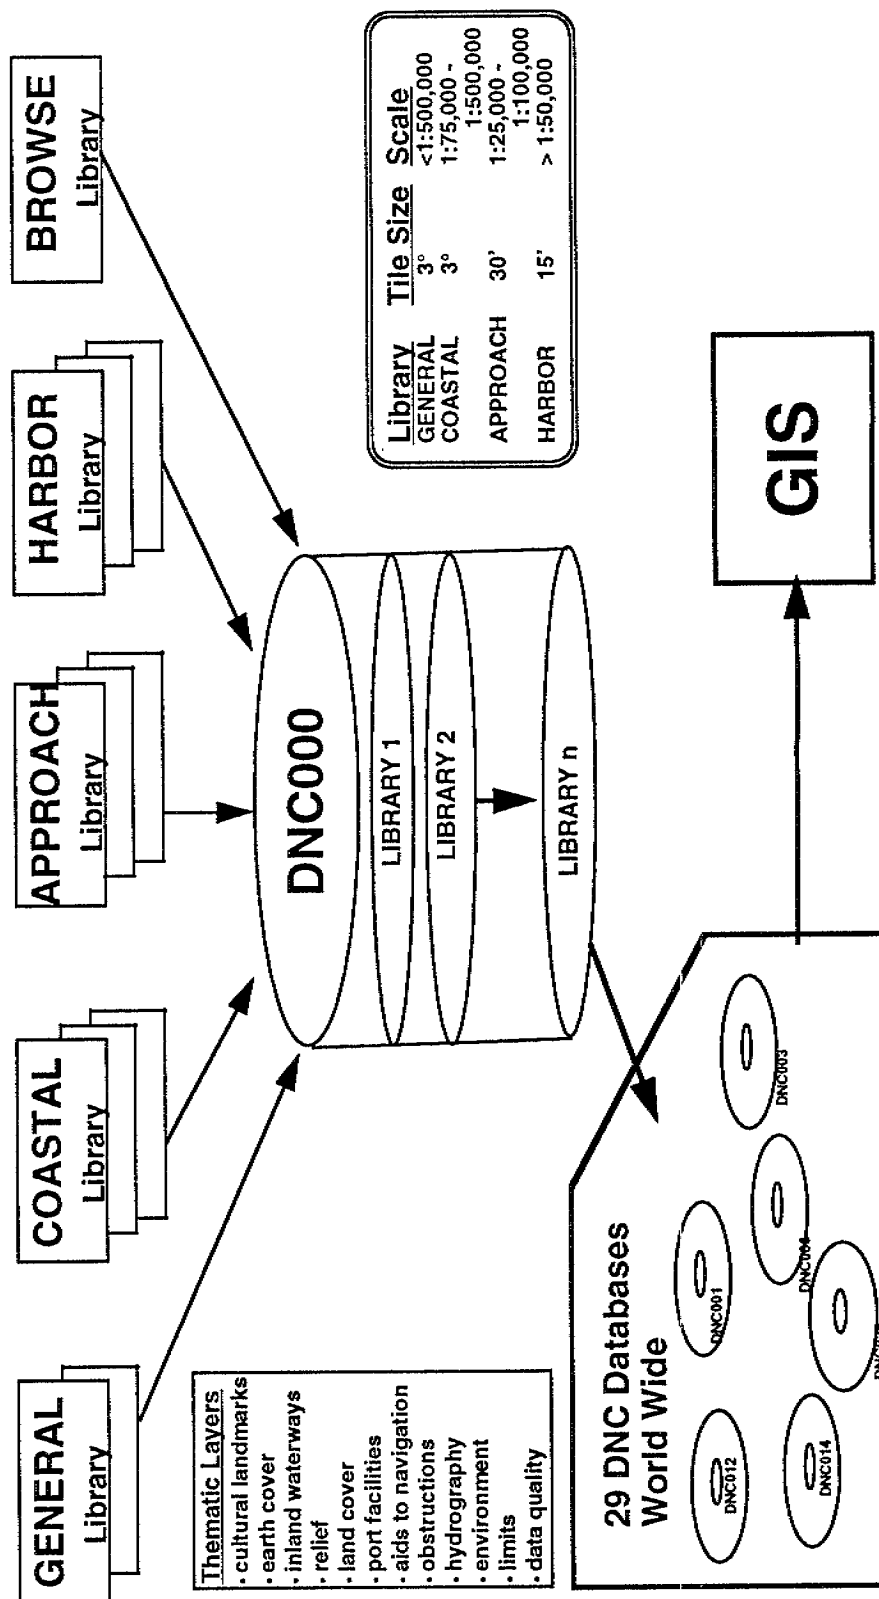 GENERAL
Library
COASTAL
Library
APPROACH
Library
HARBOR
Library
BROWSE
Library
Thematic Layers
· cultural landmarks
· earth cover
· inland waterways
· relief
· land cover
· port facilities
· aids to navigation
· obstructions
· hydrography
· environment
· limits
· data quality
DNC000
LIBRARY 1
LIBRARY 2
LIBRARY n
Library Tile Size Scale
GENERAL 3° <1:500,000
COASTAL 3° 1:75,000 -
1:500,000
APPROACH 30' 1:25,000 -
1:100,000
HARBOR 15' > 1:50,000
29 DNC Databases
World Wide
DNC012
DNC001
DNC003
DNC014
GIS